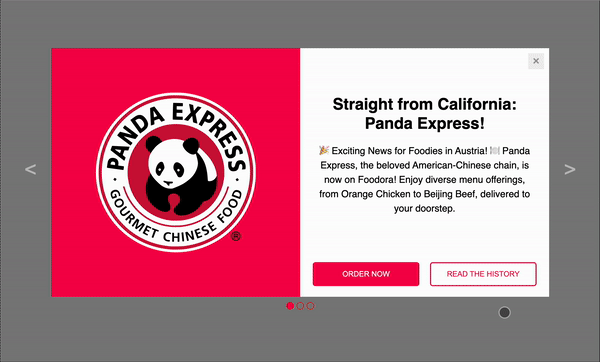 ×
PANDA EXPRESS
GOURMET CHINESE FOOD
®
Straight from California:
Panda Express!
🎉 Exciting News for Foodies in Austria! 🍽️ Panda
Express, the beloved American-Chinese chain, is
now on Foodora! Enjoy diverse menu offerings,
from Orange Chicken to Beijing Beef, delivered to
your doorstep.
ORDER NOW
READ THE HISTORY
<
>